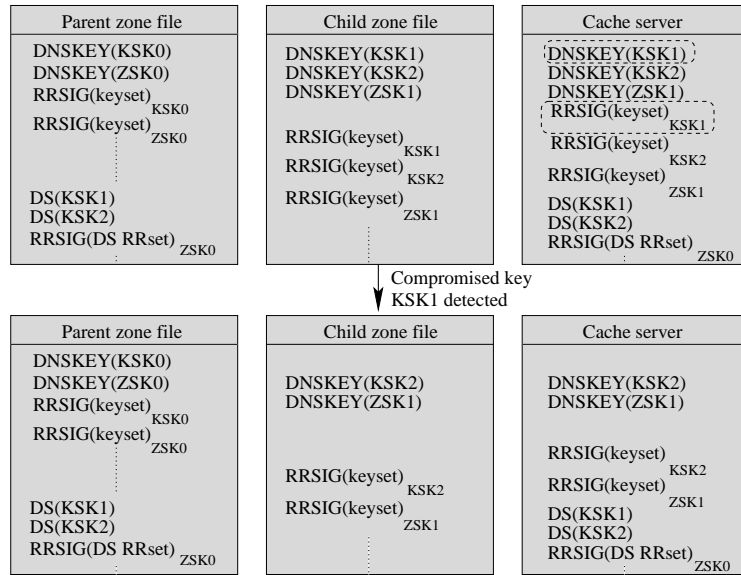 Parent zone file
DNSKEY(KSK0)
DNSKEY(ZSK0)
RRSIG(keyset) KSK0
RRSIG(keyset) ZSK0
DS(KSK1)
DS(KSK2)
RRSIG(DS RRset) ZSK0
Child zone file
DNSKEY(KSK1)
DNSKEY(KSK2)
DNSKEY(ZSK1)
RRSIG(keyset) KSK1
RRSIG(keyset) KSK2
RRSIG(keyset) ZSK1
Cache server
DNSKEY(KSK1)
DNSKEY(KSK2)
DNSKEY(ZSK1)
RRSIG(keyset) KSK1
RRSIG(keyset) KSK2
RRSIG(keyset) ZSK1
DS(KSK1)
DS(KSK2)
RRSIG(DS RRset) ZSK0
Compromised key
KSK1 detected
Parent zone file
DNSKEY(KSK0)
DNSKEY(ZSK0)
RRSIG(keyset) KSK0
RRSIG(keyset) ZSK0
DS(KSK1)
DS(KSK2)
RRSIG(DS RRset) ZSK0
Child zone file
DNSKEY(KSK2)
DNSKEY(ZSK1)
RRSIG(keyset) KSK2
RRSIG(keyset) ZSK1
Cache server
DNSKEY(KSK2)
DNSKEY(ZSK1)
RRSIG(keyset) KSK2
RRSIG(keyset) ZSK1
DS(KSK1)
DS(KSK2)
RRSIG(DS RRset) ZSK0